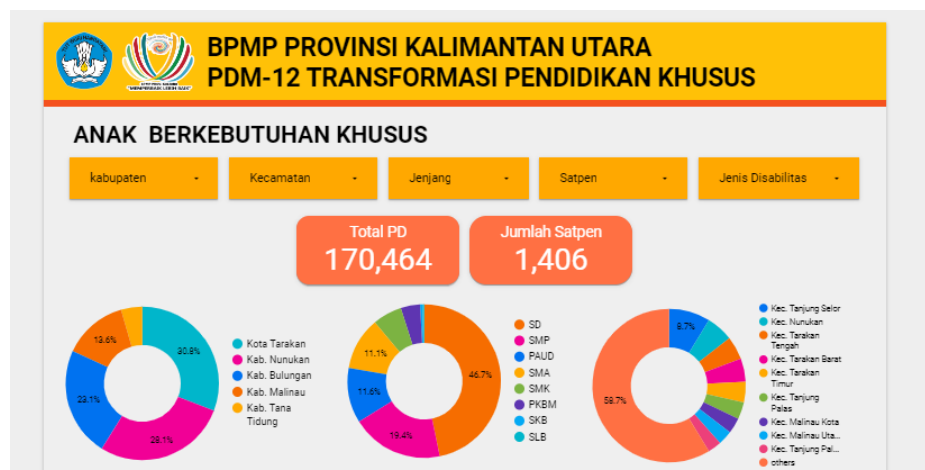 BPMP PROVINSI KALIMANTAN UTARA
PDM-12 TRANSFORMASI PENDIDIKAN KHUSUS
ANAK BERKEBUTUHAN KHUSUS
kabupaten
Kecamatan
Jenjang
Satpen
Jenis Disabilitas
Total PD
170,464
Jumlah Satpen
1,406
13.6%
30.8%
23.1%
28.1%
Kota Tarakan
Kab. Nunukan
Kab. Bulungan
Kab. Malinau
Kab. Tana
Tidung
11.1%
46.7%
11.6%
19.4%
SD
SMP
PAUD
SMA
SMK
PKBM
SKB
SLB
8.7%
58.7%
Kec. Tanjung Selor
Kec. Nunukan
Kec. Tarakan
Tengah
Kec. Tarakan Barat
Kec. Tarakan
Timur
Kec. Tanjung
Palas
Kec. Malinau Kota
Kec. Malinau Uta...
Kec. Tanjung Pal...
others